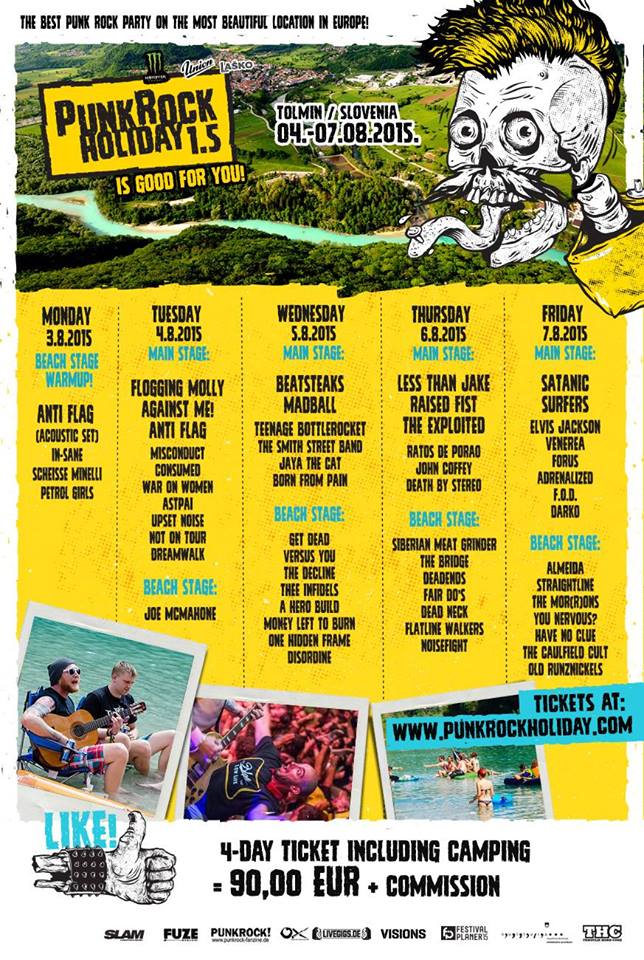 THE BEST PUNK ROCK PARTY ON THE MOST BEAUTIFUL LOCATION IN EUROPE!
MONSTER
Union
LAŠKO
PUNKROCK
HOLIDAY 1.5
IS GOOD FOR YOU!
TOLMIN / SLOVENIA
04.-07.08.2015.
MONDAY
3.8.2015
BEACH STAGE
WARMUP!
ANTI FLAG
(ACOUSTIC SET)
IN-SANE
SCHEISSE MINELLI
PETROL GIRLS
TUESDAY
4.8.2015
MAIN STAGE:
FLOGGING MOLLY
AGAINST ME!
ANTI FLAG
MISCONDUCT
CONSUMED
WAR ON WOMEN
ASTPAI
UPSET NOISE
NOT ON TOUR
DREAMWALK
BEACH STAGE:
JOE MCMAHONE
WEDNESDAY
5.8.2015
MAIN STAGE:
BEATSTEAKS
MADBALL
TEENAGE BOTTLEROCKET
THE SMITH STREET BAND
JAYA THE CAT
BORN FROM PAIN
BEACH STAGE:
GET DEAD
VERSUS YOU
THE DECLINE
THEE INFIDELS
A HERO BUILD
MONEY LEFT TO BURN
ONE HIDDEN FRAME
DISORDINE
THURSDAY
6.8.2015
MAIN STAGE:
LESS THAN JAKE
RAISED FIST
THE EXPLOITED
RATOS DE PORAO
JOHN COFFEY
DEATH BY STEREO
BEACH STAGE:
SIBERIAN MEAT GRINDER
THE BRIDGE
DEADENDS
FAIR DO'S
DEAD NECK
FLATLINE WALKERS
NOISEFIGHT
FRIDAY
7.8.2015
MAIN STAGE:
SATANIC
SURFERS
ELVIS JACKSON
VENEREA
FORUS
ADRENALIZED
F.O.D.
DARKO
BEACH STAGE:
ALMEIDA
STRAIGHTLINE
THE MOR(R)ONS
YOU NERVOUS?
HAVE NO CLUE
THE CAULFIELD CULT
OLD RUNZNICKELS
TICKETS AT:
WWW.PUNKROCKHOLIDAY.COM
LIKE!
4-DAY TICKET INCLUDING CAMPING
= 90,00 EUR + COMMISSION
SLAM
FUZE
PUNKROCK!
www.punkrock-fanzine.de
OX
LIVEGIGS.DE
VISIONS
FESTIVAL
PLANER
THC